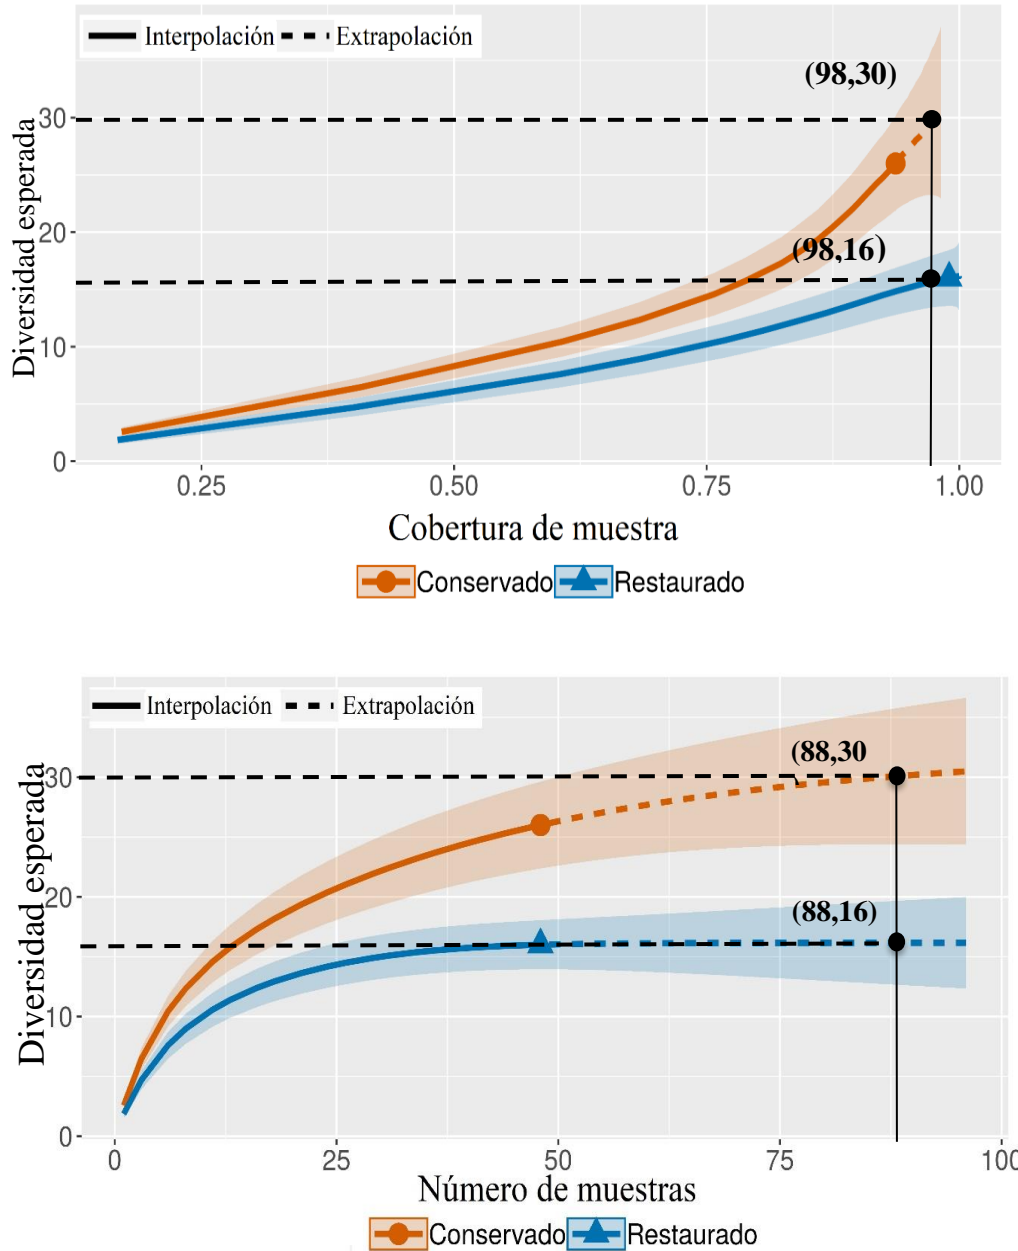 Interpolación Extrapolación
(98,30)
30
Diversidad esperada
20
(98,16)
10
0
0.25 0.50 0.75 1.00
Cobertura de muestra
Conservado Restaurado
Interpolación Extrapolación
(88,30
30
Diversidad esperada
20
(88,16)
10
0
0 25 50 75 100
Número de muestras
Conservado Restaurado